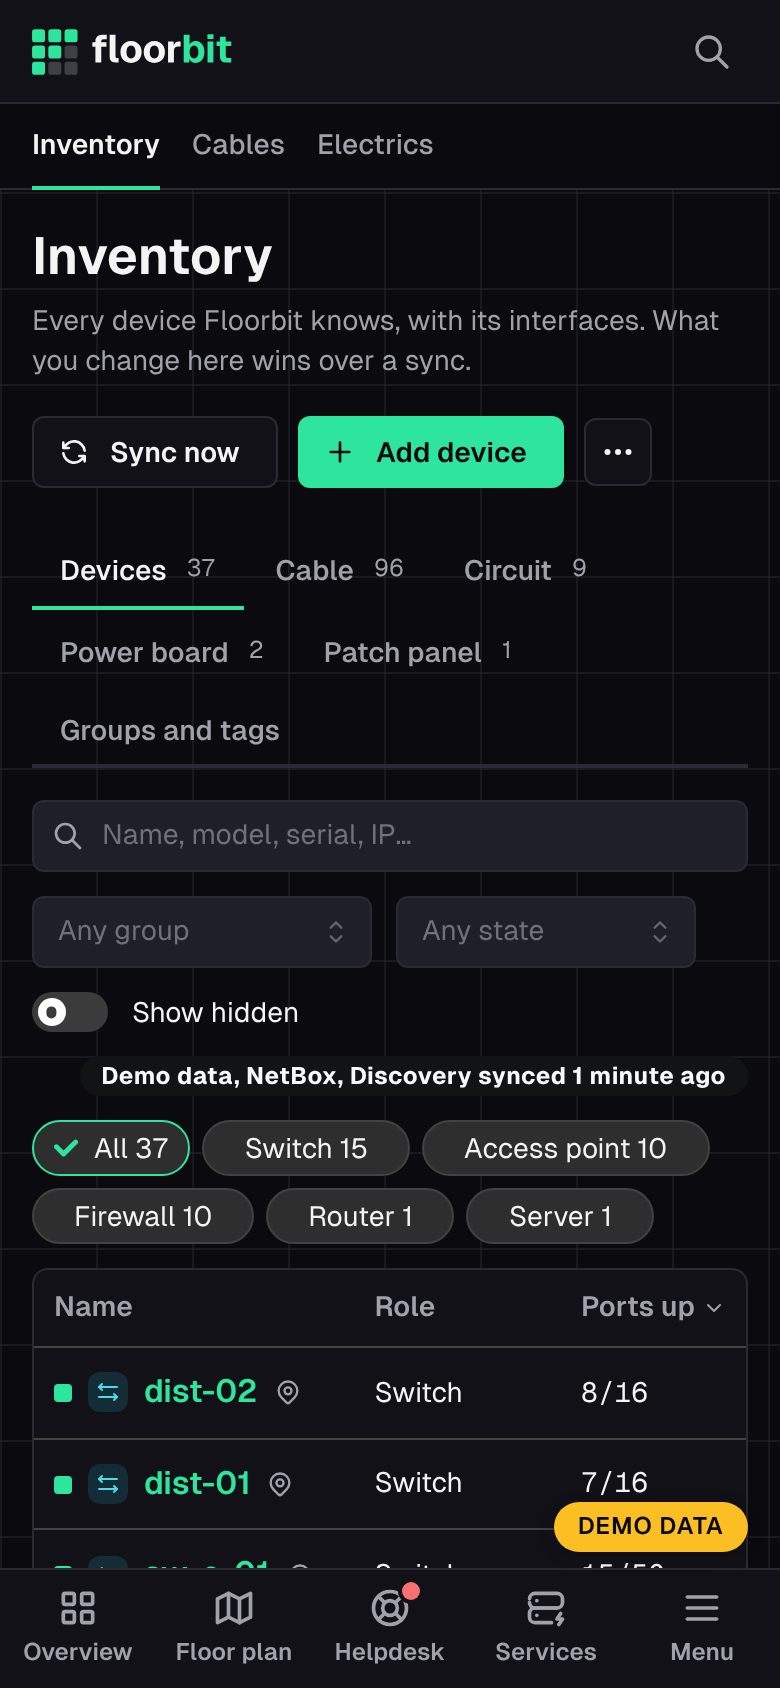 floorbit
Inventory Cables Electrics
Inventory
Every device Floorbit knows, with its interfaces. What
you change here wins over a sync.
Sync now + Add device ...
Devices 37 Cable 96 Circuit 9
Power board 2 Patch panel 1
Groups and tags
Name, model, serial, IP…
Any group Any state
Show hidden
Demo data, NetBox, Discovery synced 1 minute ago
All 37 Switch 15 Access point 10
Firewall 10 Router 1 Server 1
Name Role Ports up
dist-02 Switch 8/16
dist-01 Switch 7/16
DEMO DATA
Overview Floor plan Helpdesk Services Menu